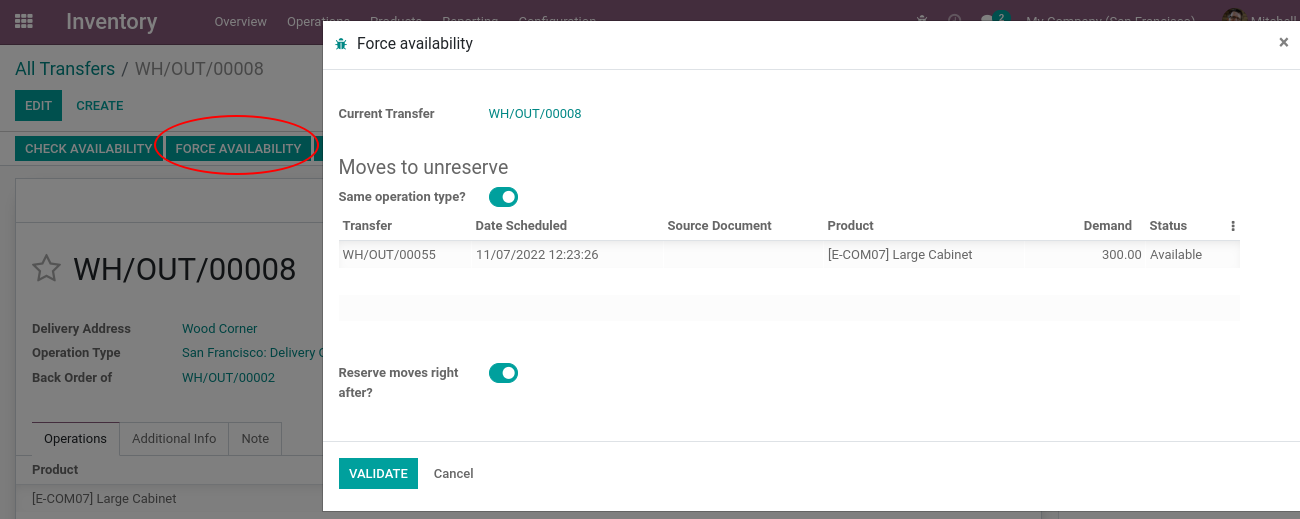 Inventory Overview Operations Products Reporting Configuration 2 My Company (San Francisco) Mitchell
Force availability ×
All Transfers / WH/OUT/00008
EDIT CREATE
CHECK AVAILABILITY FORCE AVAILABILITY
WH/OUT/00008
Delivery Address Wood Corner
Operation Type San Francisco: Delivery
Back Order of WH/OUT/00002
Operations Additional Info Note
Product
[E-COM07] Large Cabinet
Current Transfer WH/OUT/00008
Moves to unreserve
Same operation type?
Transfer Date Scheduled Source Document Product Demand Status
WH/OUT/00055 11/07/2022 12:23:26 [E-COM07] Large Cabinet 300.00 Available
Reserve moves right
after?
VALIDATE Cancel